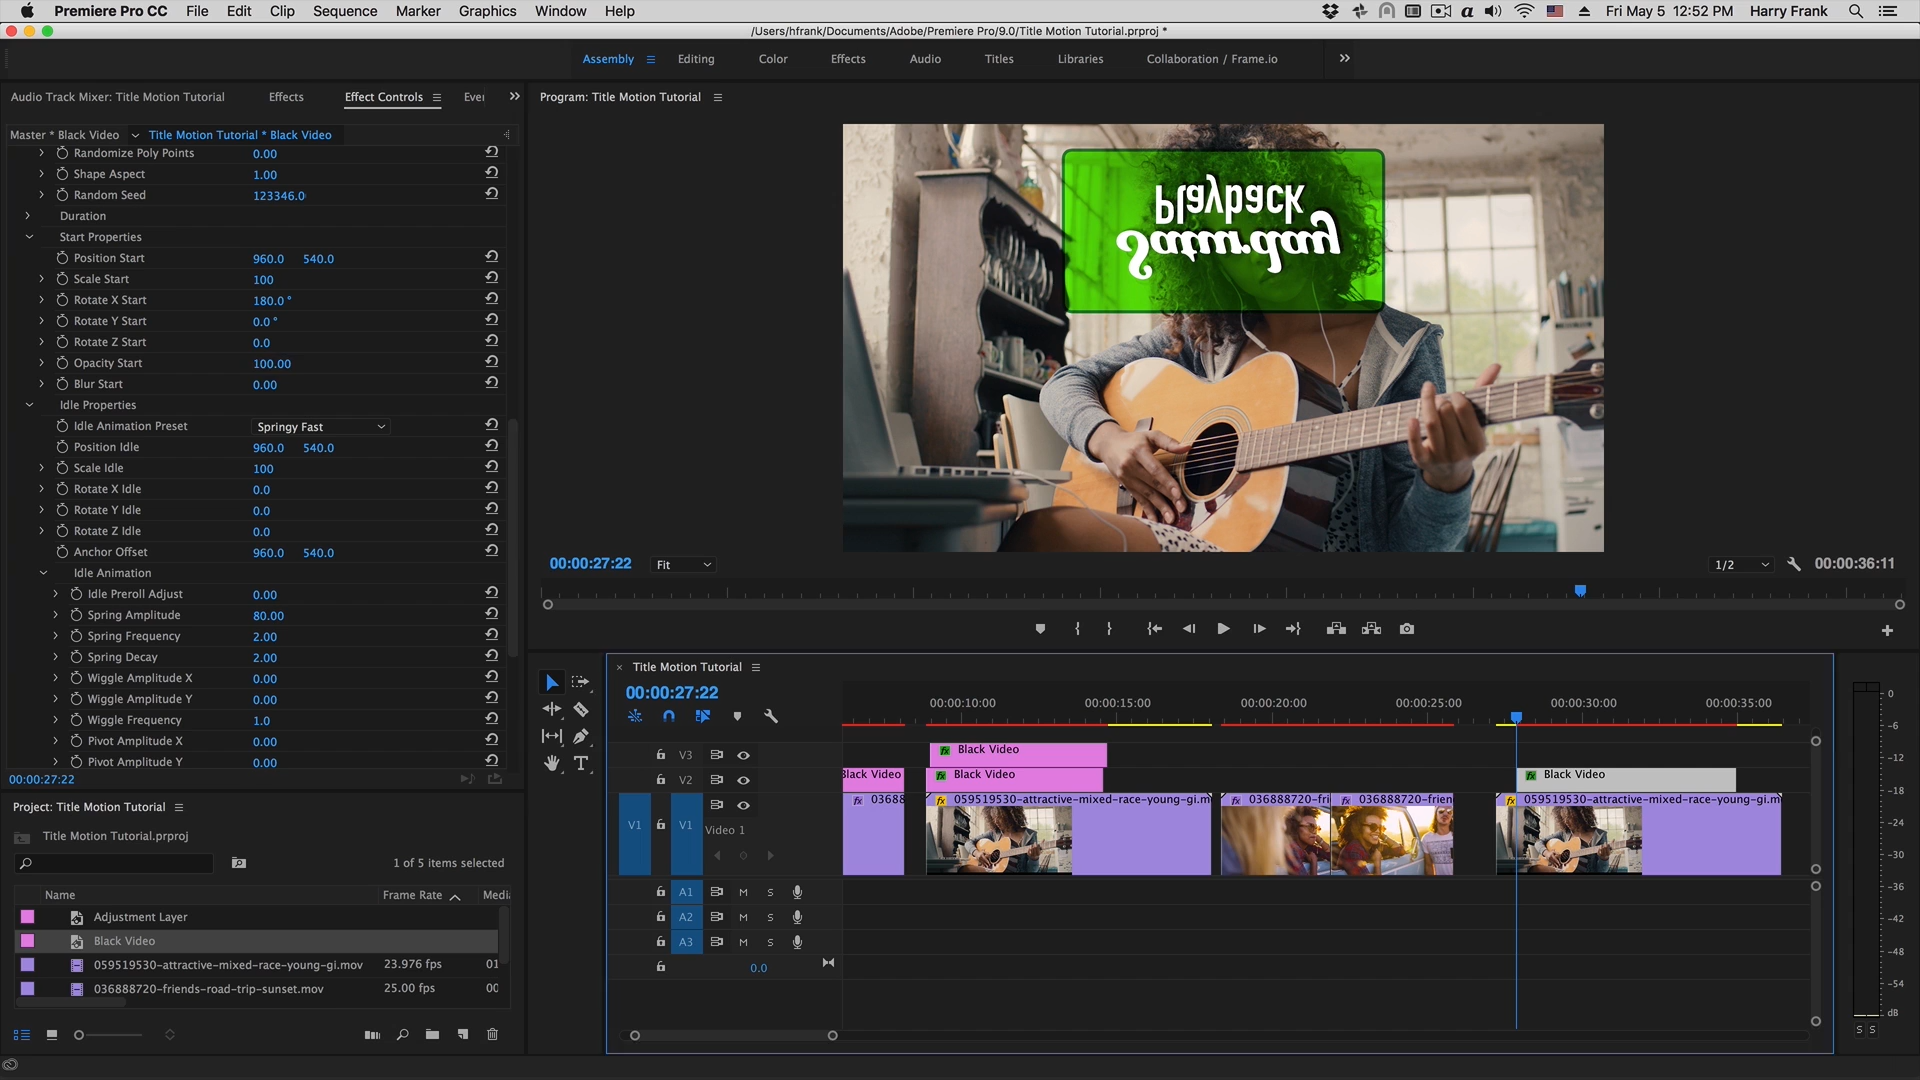 Premiere Pro CC File Edit Clip Sequence Marker Graphics Window Help
Fri May 5 12:52 PM Harry Frank
/Users/hfrank/Documents/Adobe/Premiere Pro/9.0/Title Motion Tutorial.prproj *
Assembly Editing Color Effects Audio Titles Libraries Collaboration / Frame.io
Audio Track Mixer: Title Motion Tutorial Effects Effect Controls
Master * Black Video Title Motion Tutorial * Black Video
Randomize Poly Points 0.00
Shape Aspect 1.00
Random Seed 123346.0
Duration
Start Properties
Position Start 960.0 540.0
Scale Start 100
Rotate X Start 180.0 °
Rotate Y Start 0.0 °
Rotate Z Start 0.0
Opacity Start 100.00
Blur Start 0.00
Idle Properties
Idle Animation Preset Springy Fast
Position Idle 960.0 540.0
Scale Idle 100
Rotate X Idle 0.0
Rotate Y Idle 0.0
Rotate Z Idle 0.0
Anchor Offset 960.0 540.0
Idle Animation
Idle Preroll Adjust 0.00
Spring Amplitude 80.00
Spring Frequency 2.00
Spring Decay 2.00
Wiggle Amplitude X 0.00
Wiggle Amplitude Y 0.00
Wiggle Frequency 1.0
Pivot Amplitude X 0.00
Pivot Amplitude Y 0.00
00:00:27:22
Program: Title Motion Tutorial
Saturday
Playback
00:00:27:22 Fit 1/2 00:00:36:11
Project: Title Motion Tutorial
Title Motion Tutorial.prproj
1 of 5 items selected
Name Frame Rate
Adjustment Layer
Black Video
059519530-attractive-mixed-race-young-gi.mov 23.976 fps 01
036888720-friends-road-trip-sunset.mov 25.00 fps
Title Motion Tutorial
00:00:27:22
00:00:10:00 00:00:15:00 00:00:20:00 00:00:25:00 00:00:30:00 00:00:35:00
V3 fx Black Video
V2 Black Video fx Black Video fx Black Video
V1 V1 Video 1
fx 03688 fx 059519530-attractive-mixed-race-young-gi.m fx 036888720-fri fx 036888720-frien fx 059519530-attractive-mixed-race-young-gi.m
A1 M S
A2 M S
A3 M S
0.0
0
-6
-12
-18
-24
-30
-36
-42
-48
-54
dB
S S